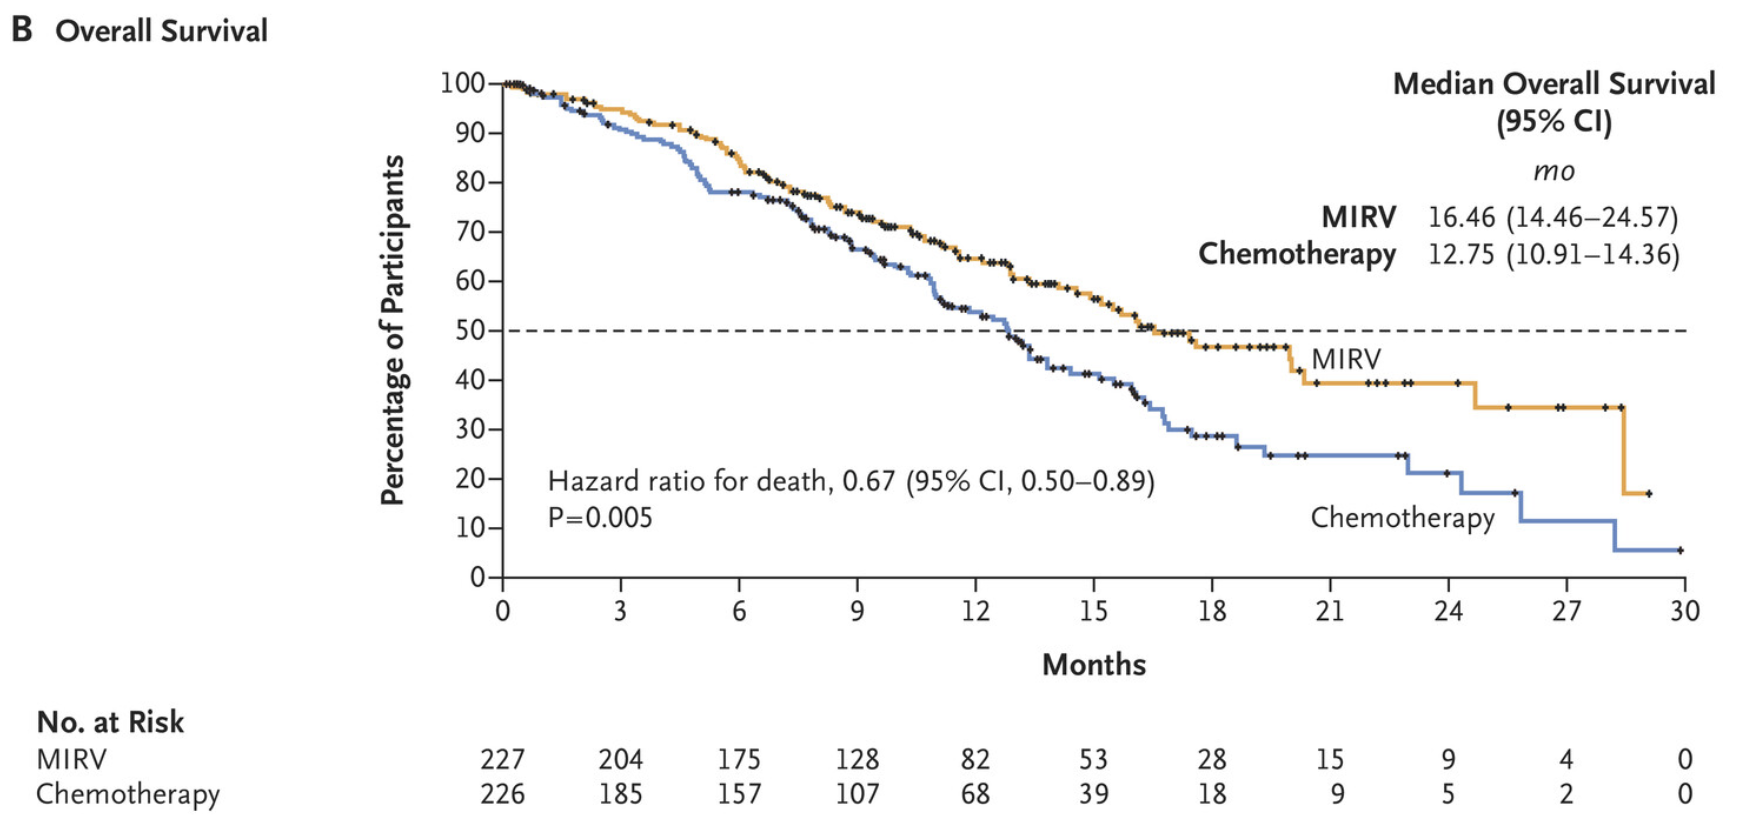 B Overall Survival
Median Overall Survival
(95% CI)
mo
MIRV 16.46 (14.46–24.57)
Chemotherapy 12.75 (10.91–14.36)
Percentage of Participants
100
90
80
70
60
50
40
30
20
10
0
MIRV
Chemotherapy
Hazard ratio for death, 0.67 (95% CI, 0.50–0.89)
P=0.005
0 3 6 9 12 15 18 21 24 27 30
Months
No. at Risk
MIRV 227 204 175 128 82 53 28 15 9 4 0
Chemotherapy 226 185 157 107 68 39 18 9 5 2 0